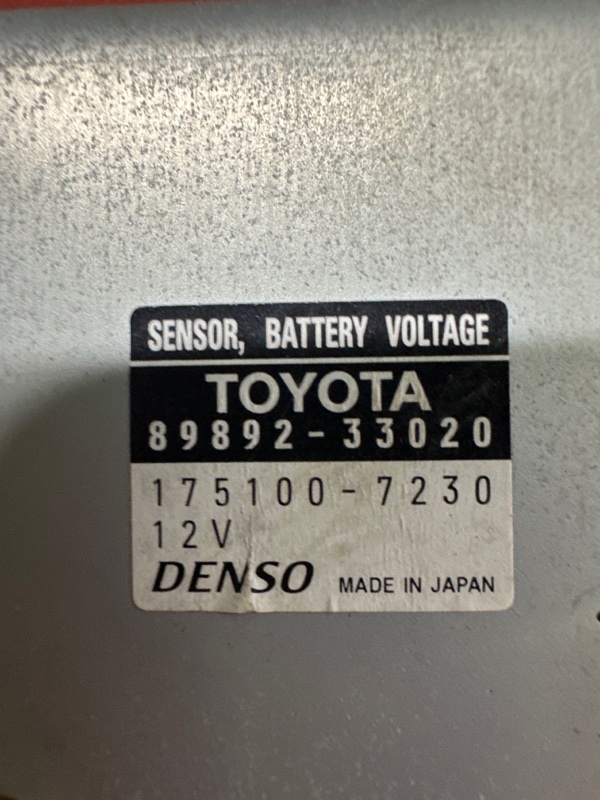 SENSOR, BATTERY VOLTAGE
TOYOTA
89892-33020
175100-7230
12V
DENSO MADE IN JAPAN